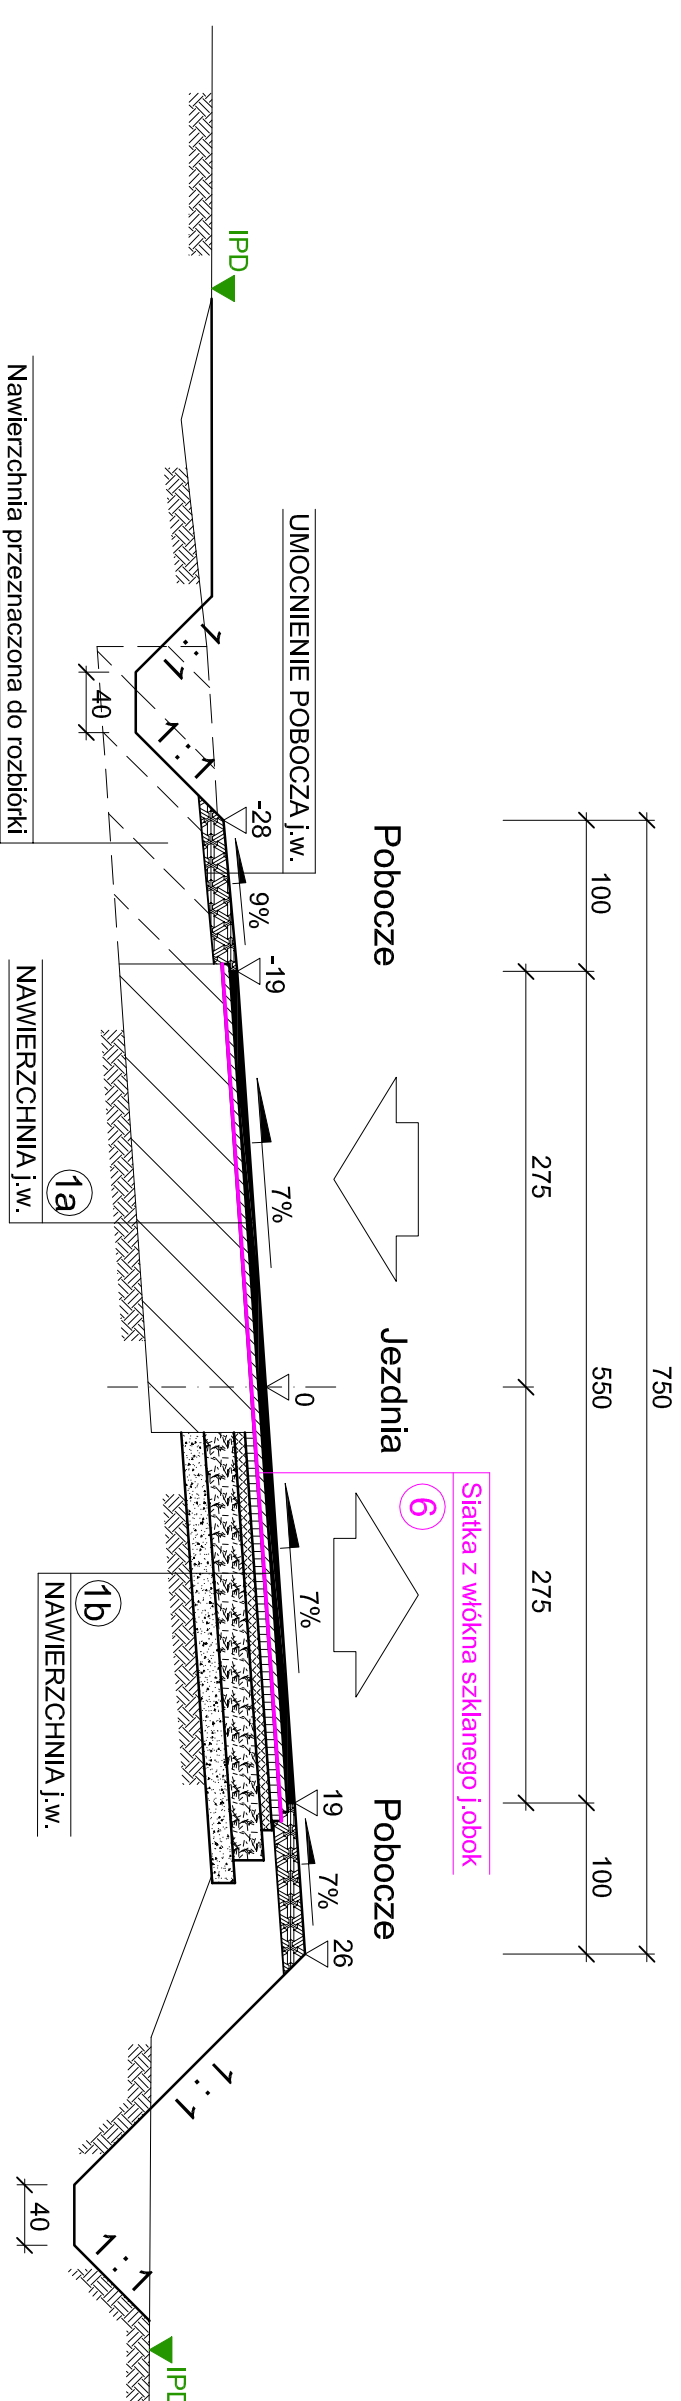 750
100
550
100
275
275
Pobocze
Jezdnia
Pobocze
Siatka z włókna szklanego j.obok
6
UMOCNIENIE POBOCZA j.w.
IPD
-28
9%
-19
7%
0
7%
19
7%
26
1:1
1:1
40
1:1
1:1
40
IPD
1a
NAWIERZCHNIA j.w.
1b
NAWIERZCHNIA j.w.
Nawierzchnia przeznaczona do rozbiórki